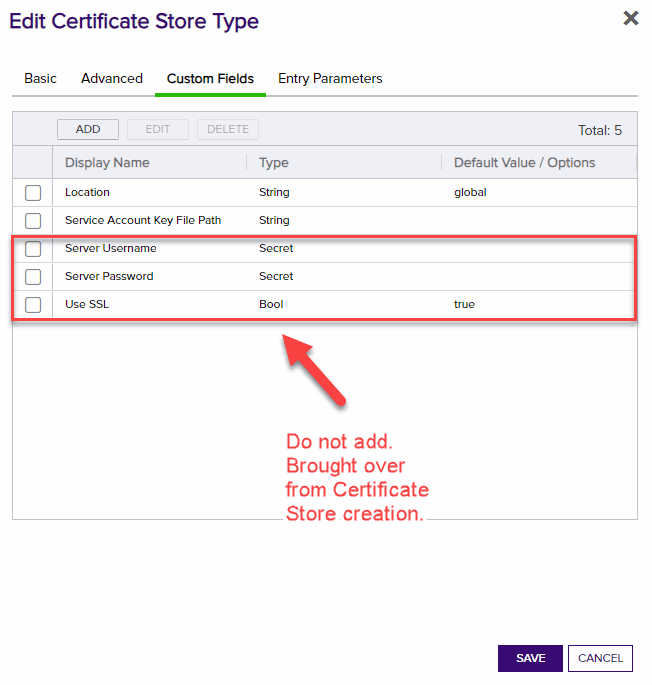 Edit Certificate Store Type
Basic Advanced Custom Fields Entry Parameters
ADD EDIT DELETE Total: 5
Display Name Type Default Value / Options
Location String global
Service Account Key File Path String
Server Username Secret
Server Password Secret
Use SSL Bool true
Do not add.
Brought over
from Certificate
Store creation.
SAVE CANCEL